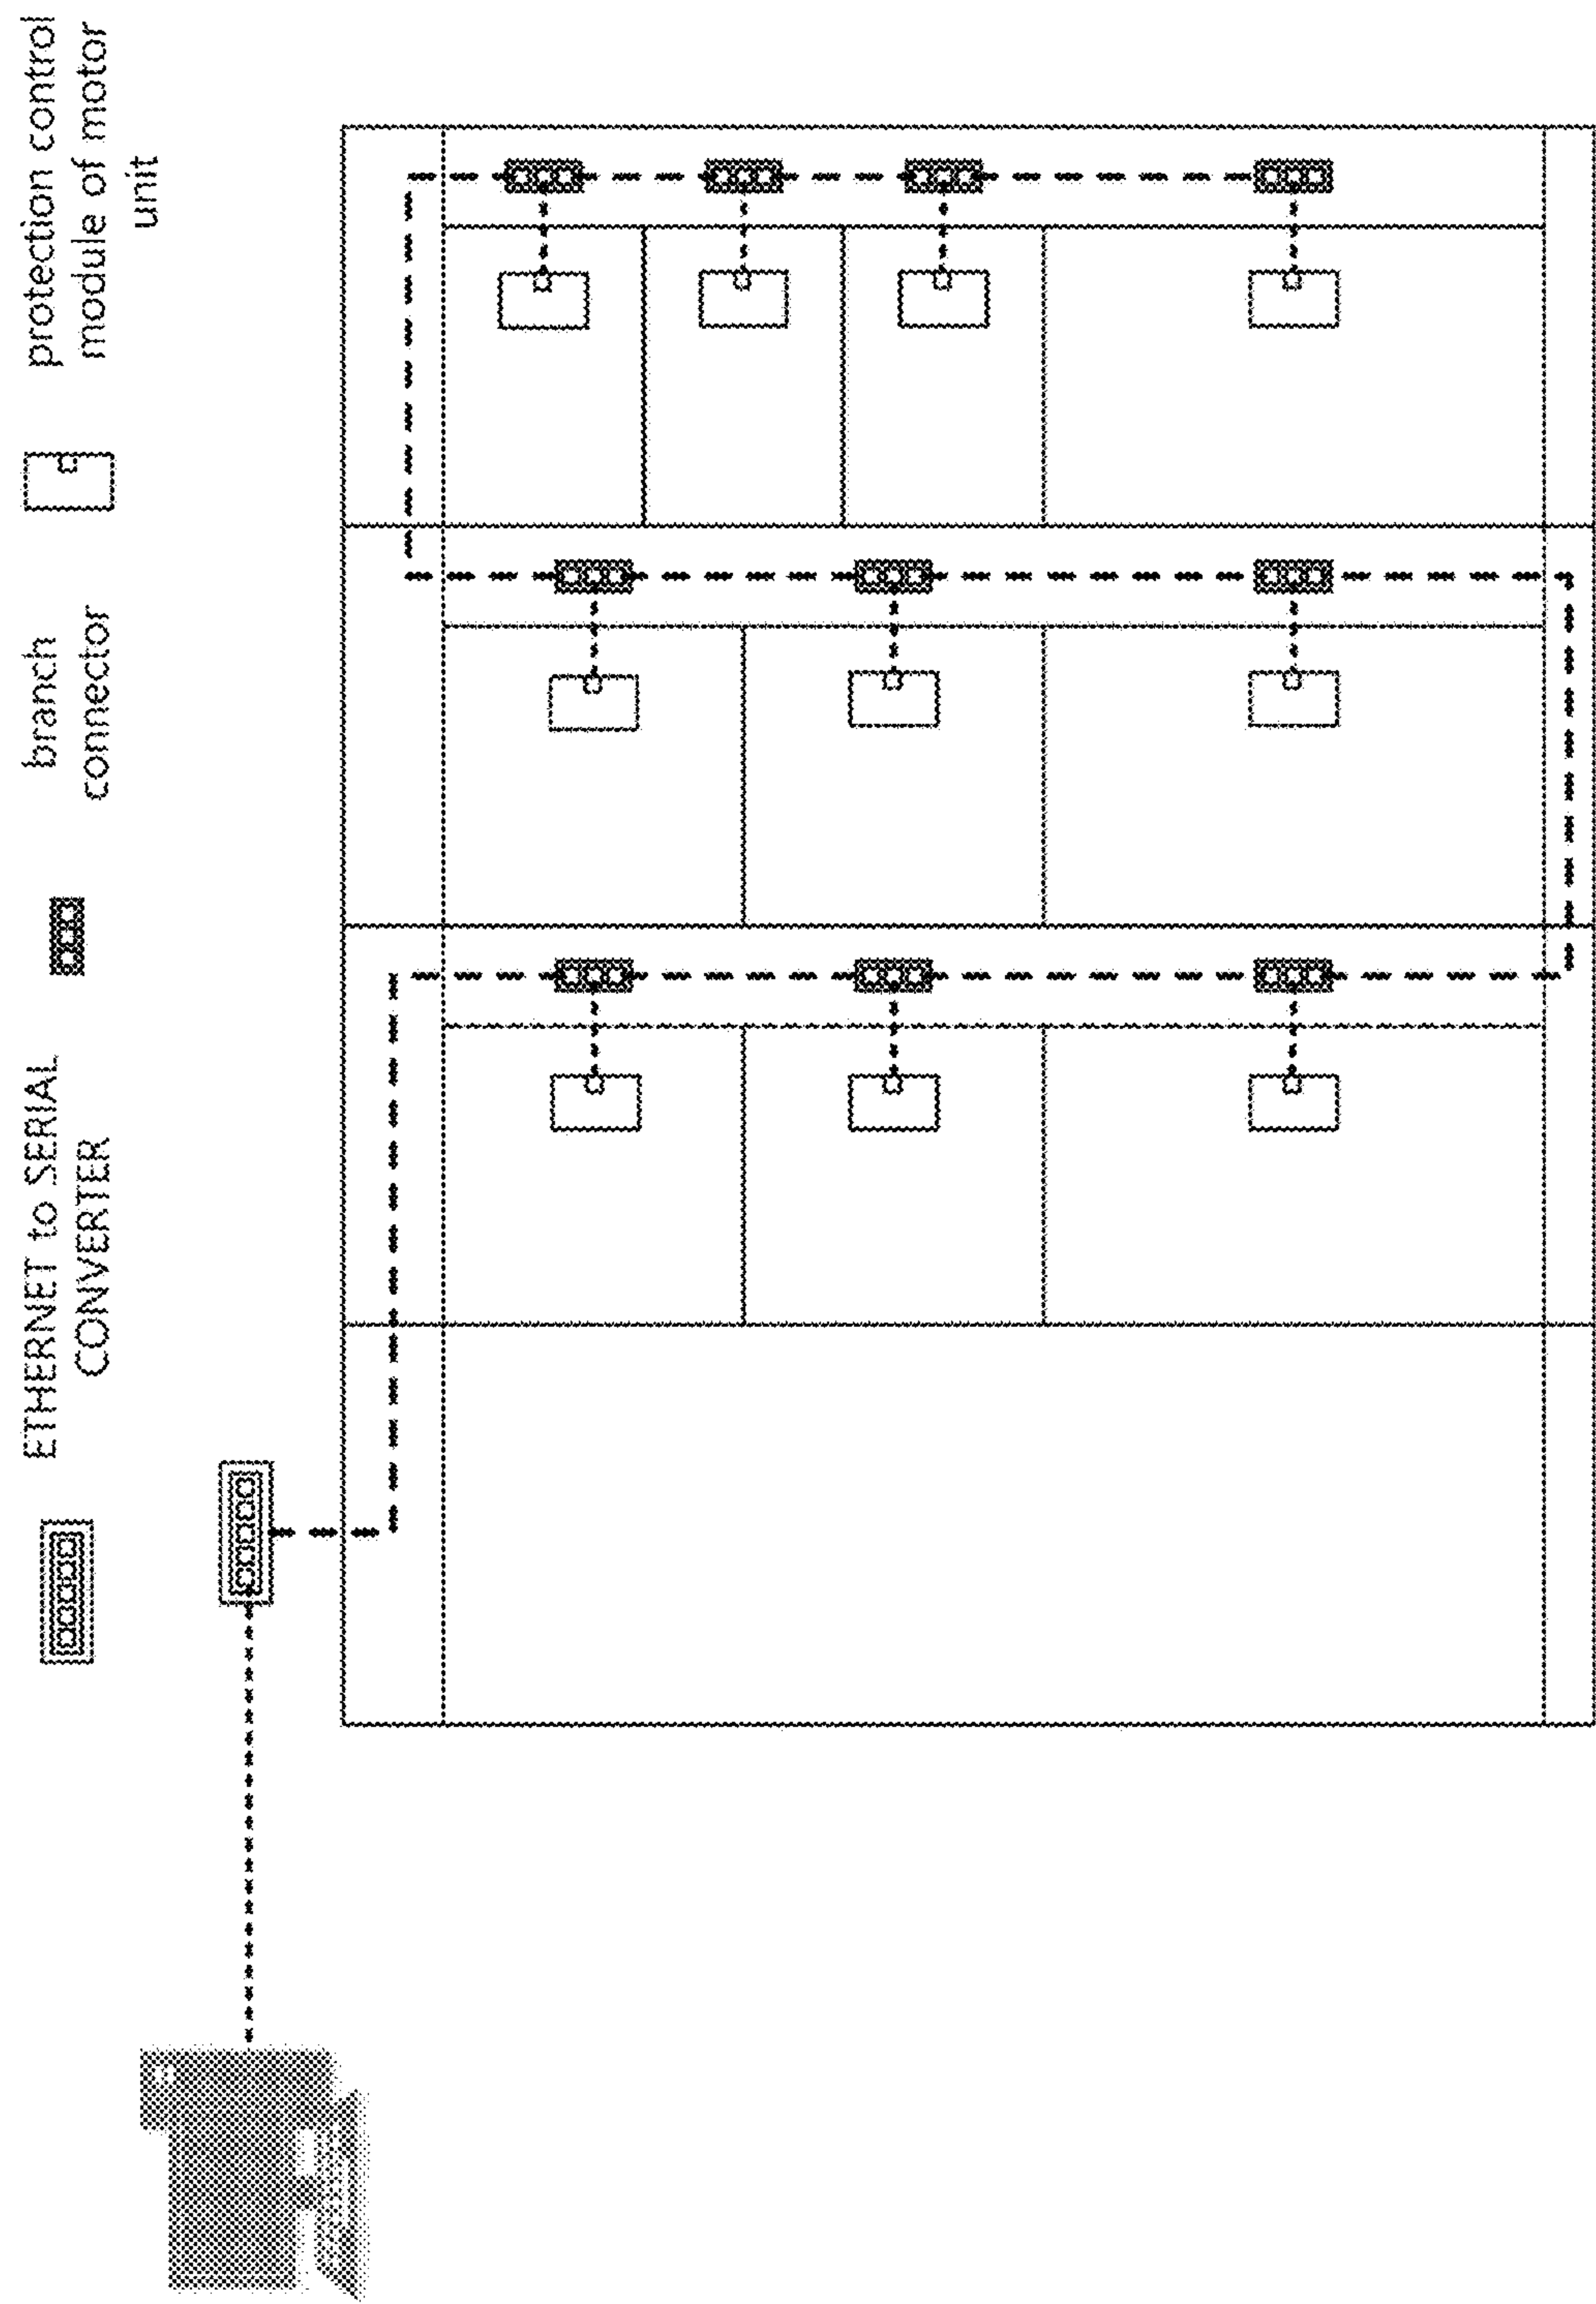 ETHERNET to SERIAL
CONVERTER
branch
connector
protection control
module of motor
unit